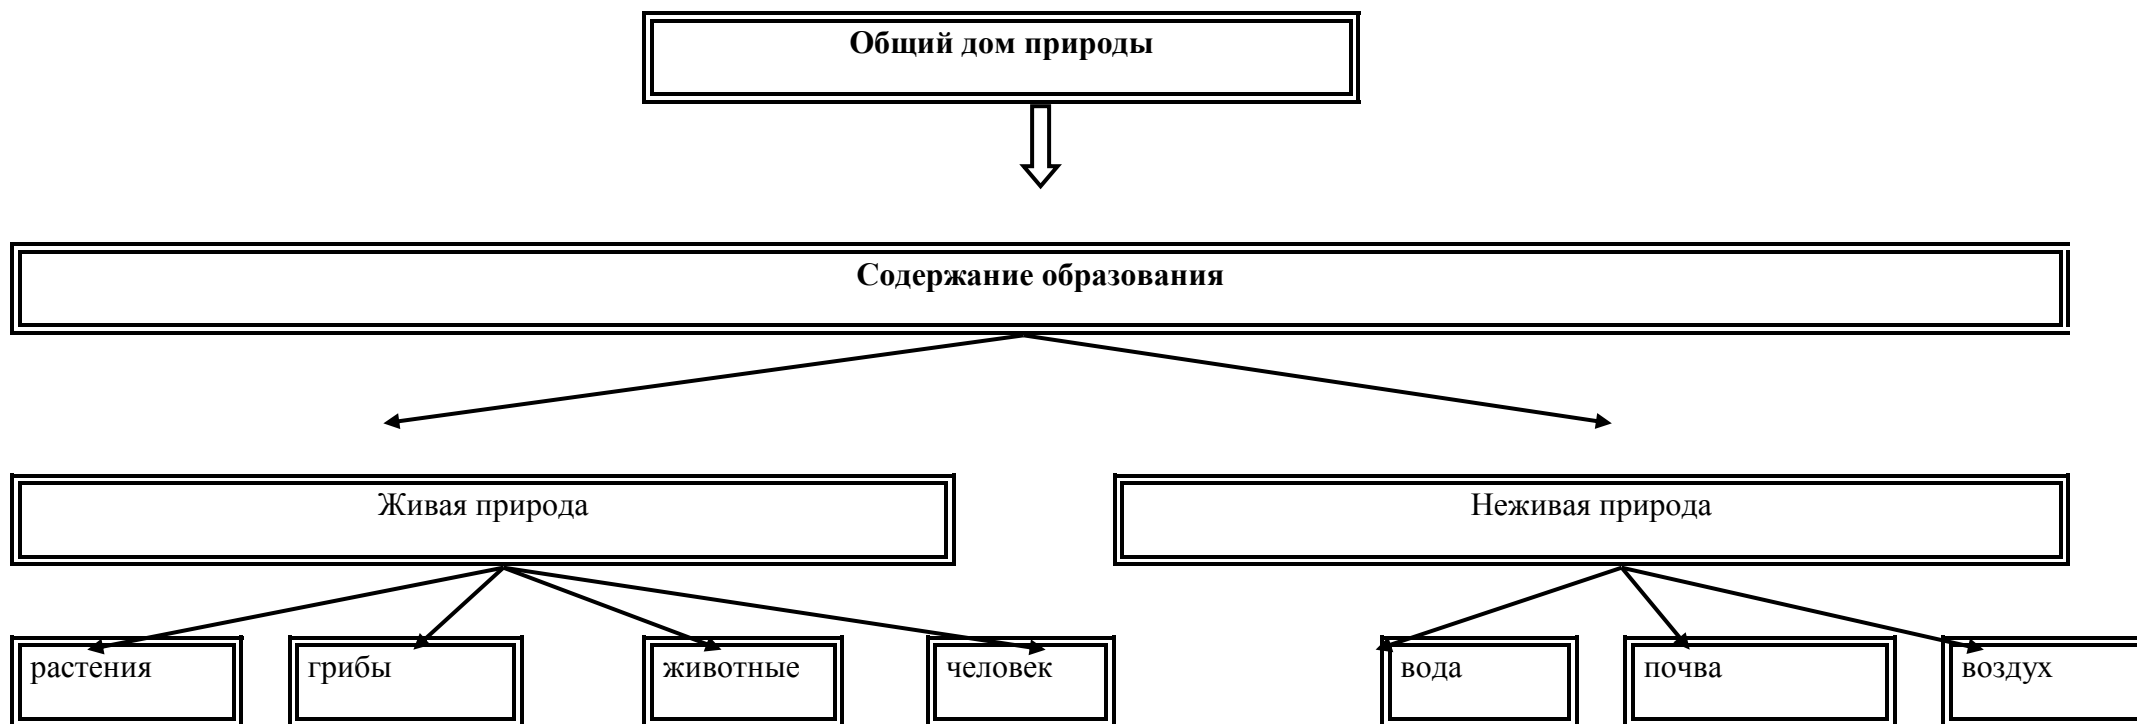 Общий дом природы
Содержание образования
Живая природа
Неживая природа
растения
грибы
животные
человек
вода
почва
воздух